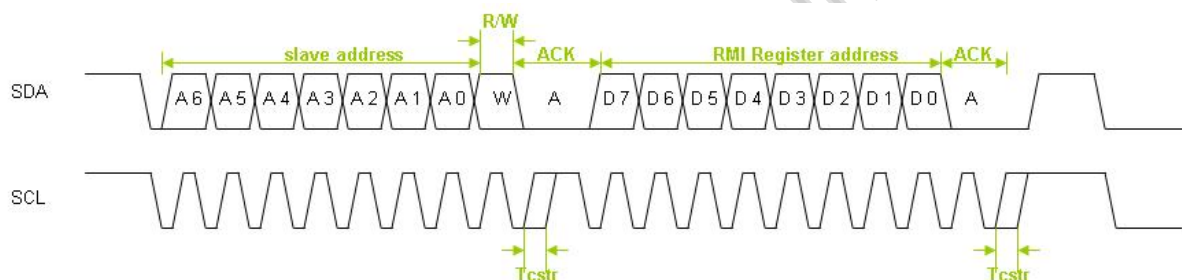 R/W
slave address ACK RMI Register address ACK
SDA A6 A5 A4 A3 A2 A1 A0 W A D7 D6 D5 D4 D3 D2 D1 D0 A
SCL
Tcstr Tcstr